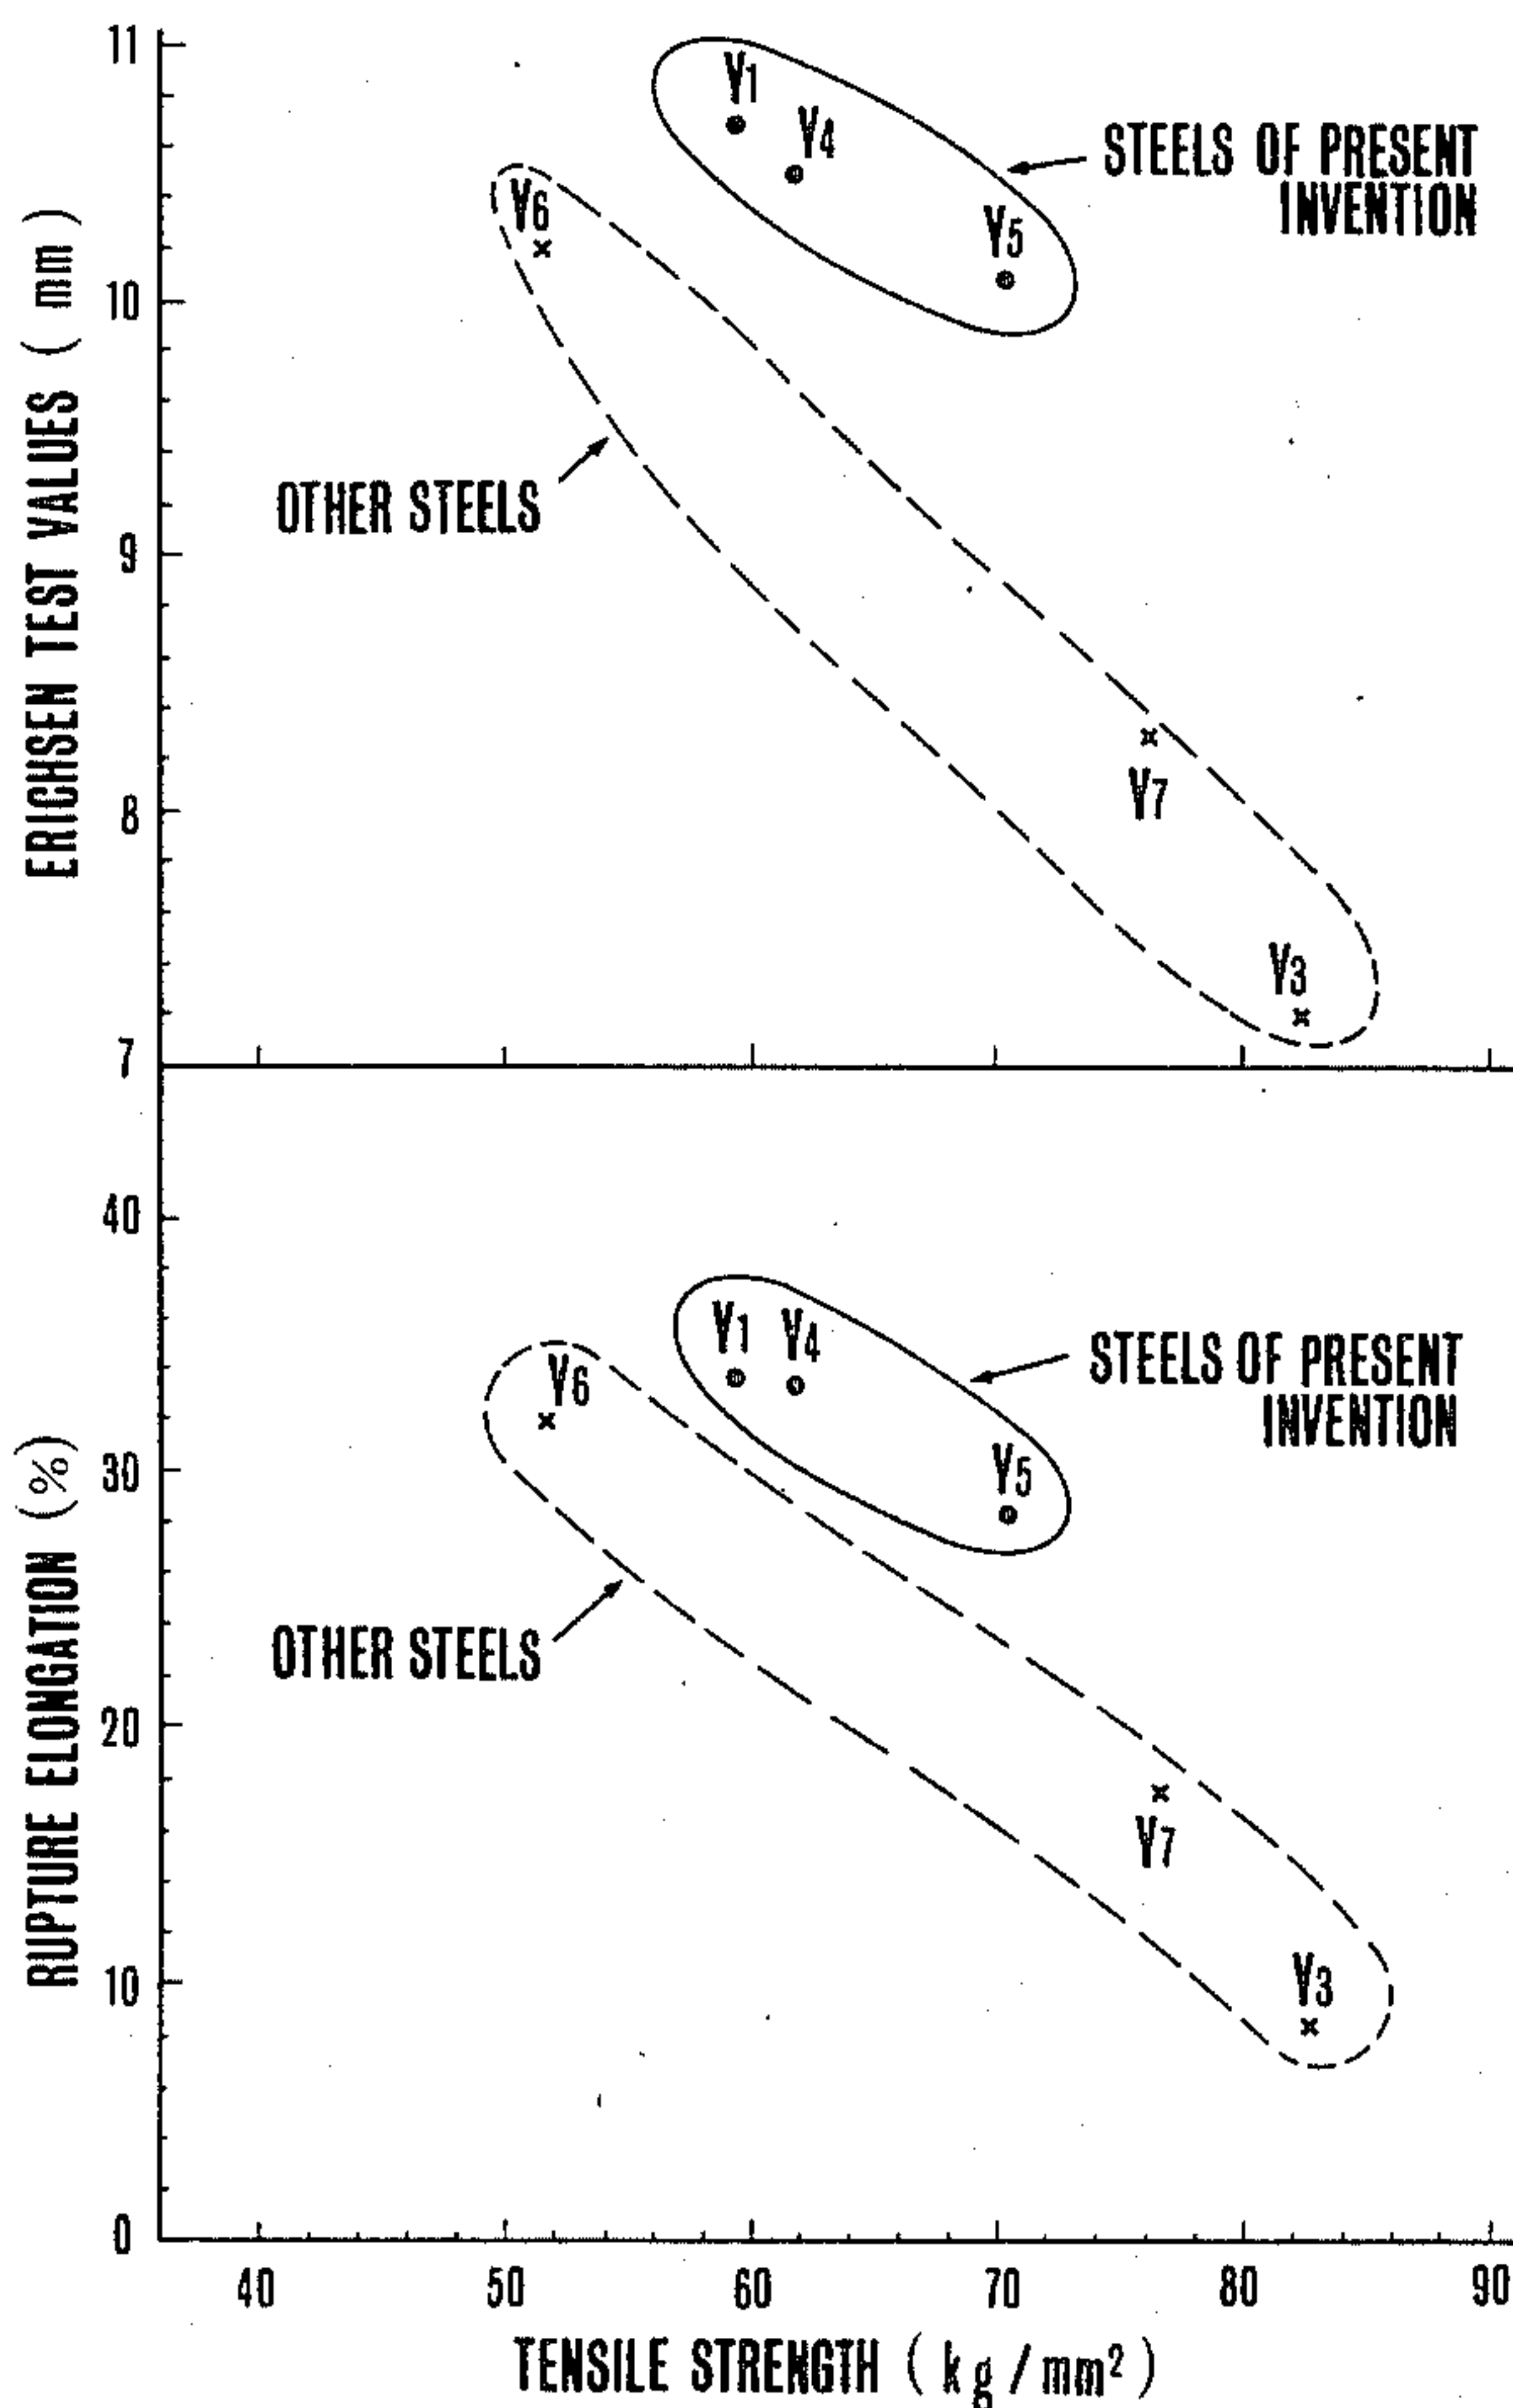 ERICHSEN TEST VALUES ( mm )
11
10
9
8
7
Y1
Y4
Y5
Y6
Y7
Y3
STEELS OF PRESENT
INVENTION
OTHER STEELS
RUPTURE ELONGATION (%)
40
30
20
10
0
Y1
Y4
Y5
Y6
Y7
Y3
STEELS OF PRESENT
INVENTION
OTHER STEELS
40 50 60 70 80 90
TENSILE STRENGTH ( kg / mm² )